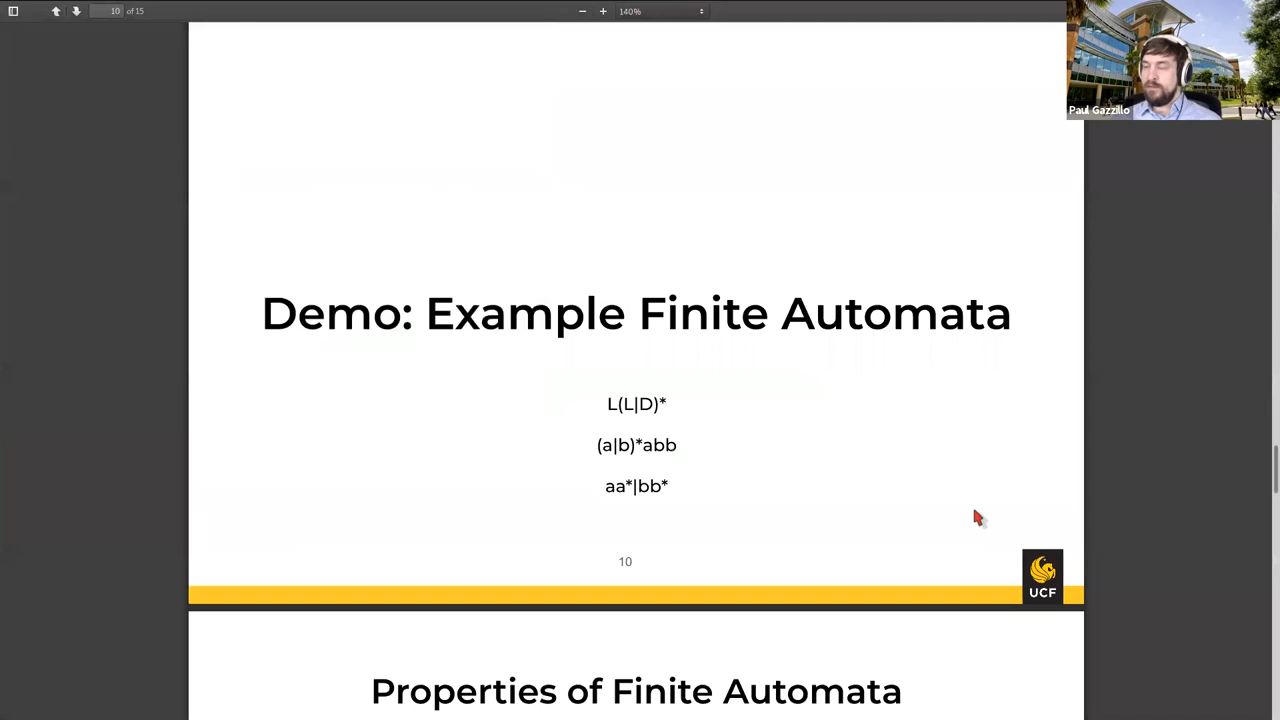 10 of 15
140%
Paul Gazzillo
Demo: Example Finite Automata
L(L|D)*
(a|b)*abb
aa*|bb*
10
UCF
Properties of Finite Automata